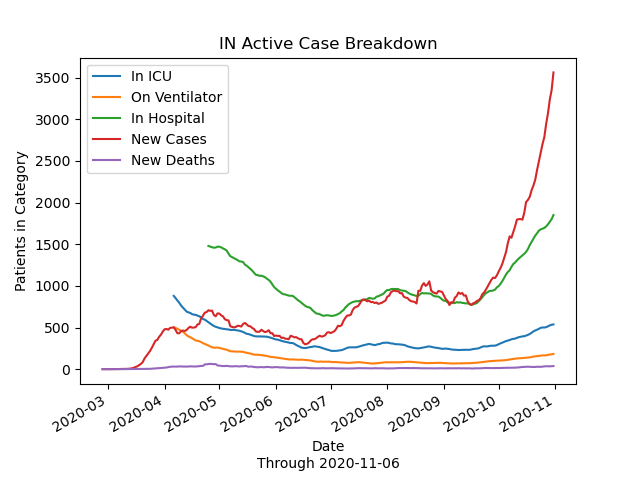 IN Active Case Breakdown
In ICU
On Ventilator
In Hospital
New Cases
New Deaths
Patients in Category
3500
3000
2500
2000
1500
1000
500
0
2020-03
2020-04
2020-05
2020-06
2020-07
2020-08
2020-09
2020-10
2020-11
Date
Through 2020-11-06